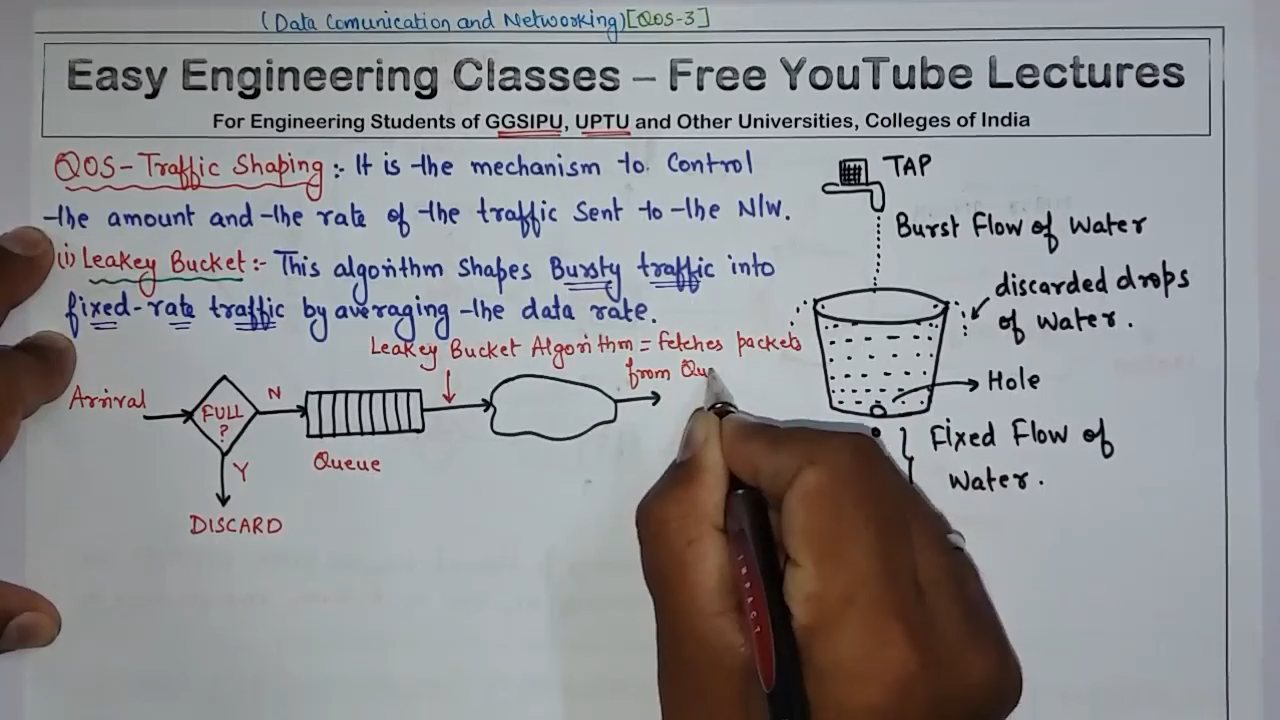 (Data Comunication and Networking) [QOS-3]
Easy Engineering Classes – Free YouTube Lectures
For Engineering Students of GGSIPU, UPTU and Other Universities, Colleges of India
QOS-Traffic Shaping :- It is the mechanism to control
the amount and the rate of the traffic sent to the N/w.
(i) Leakey Bucket :- This algorithm shapes Bursty traffic into
fixed-rate traffic by averaging the data rate.
Leakey Bucket Algorithm = Fetches packets
from Qu
Arrival
FULL
?
N
Y
DISCARD
Queue
TAP
Burst Flow of Water
discarded drops
of Water.
Hole
Fixed Flow of
Water.
IMPACT